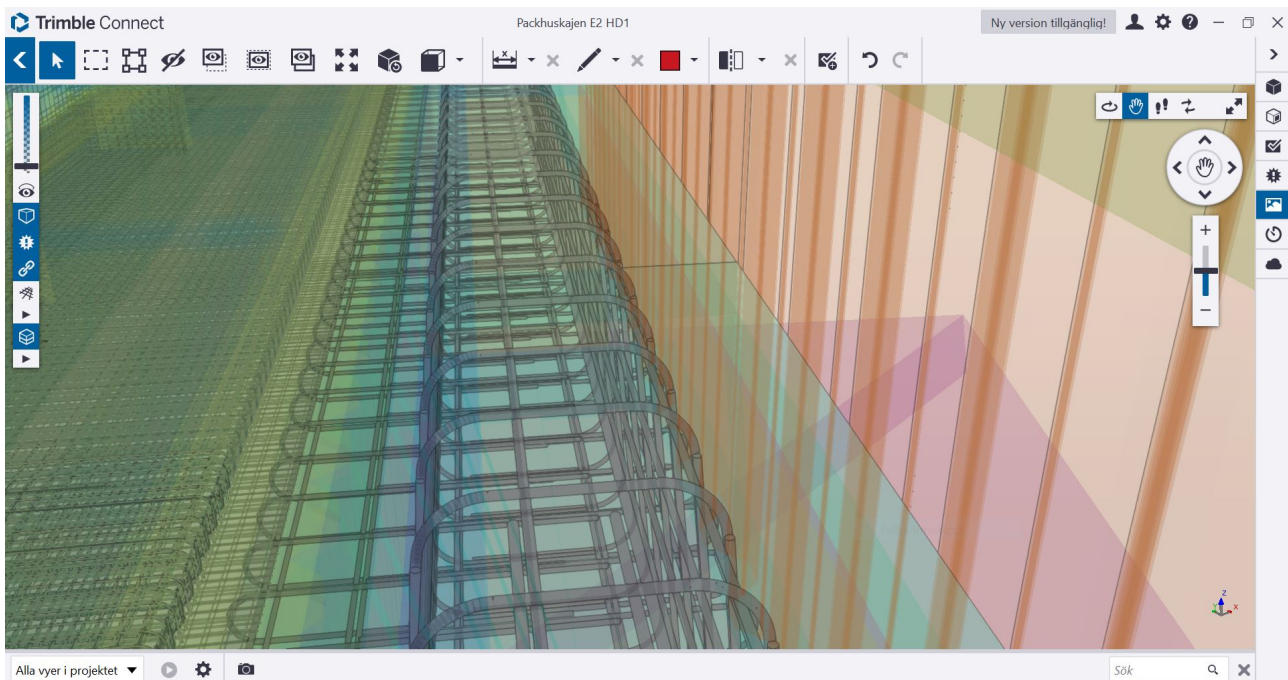 Trimble Connect
Packhuskajen E2 HD1
Ny version tillgänglig!
z
x
Alla vyer i projektet
Sök